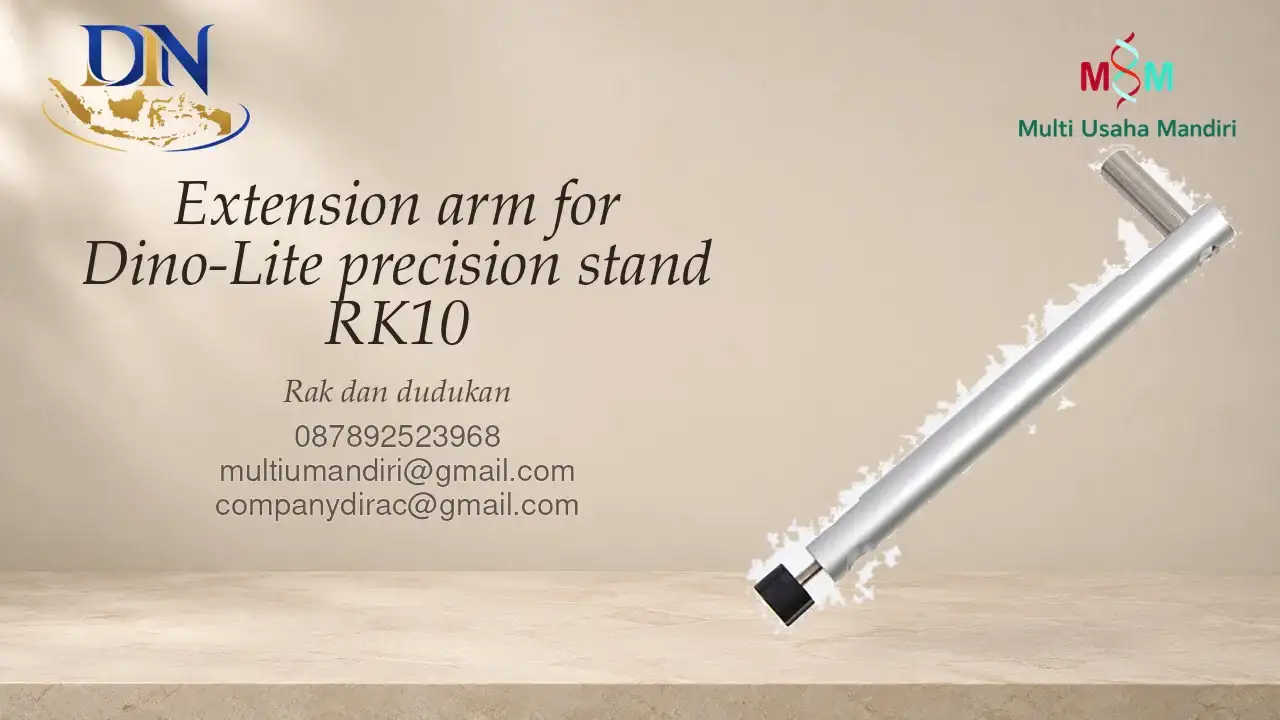 DIN
M M
Multi Usaha Mandiri
Extension arm for
Dino-Lite precision stand
RK10
Rak dan dudukan
087892523968
multiumandiri@gmail.com
companydirac@gmail.com